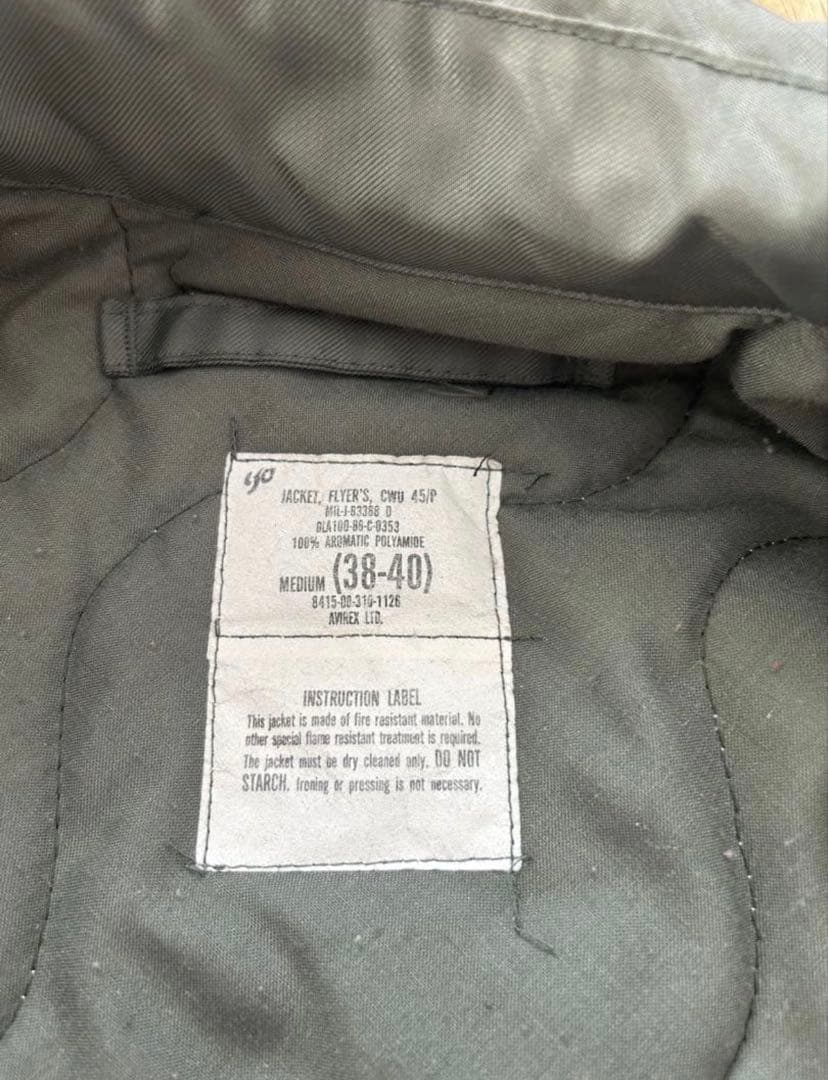 40
JACKET, FLYER'S, CWU 45/P
MIL-J-83388 D
DLA100-86-C-0353
100% AROMATIC POLYAMIDE
MEDIUM (38-40)
8415-00-310-1126
AVIREX LTD.
INSTRUCTION LABEL
This jacket is made of fire resistant material. No
other special flame resistant treatment is required.
The jacket must be dry cleaned only. DO NOT
STARCH. Ironing or pressing is not necessary.